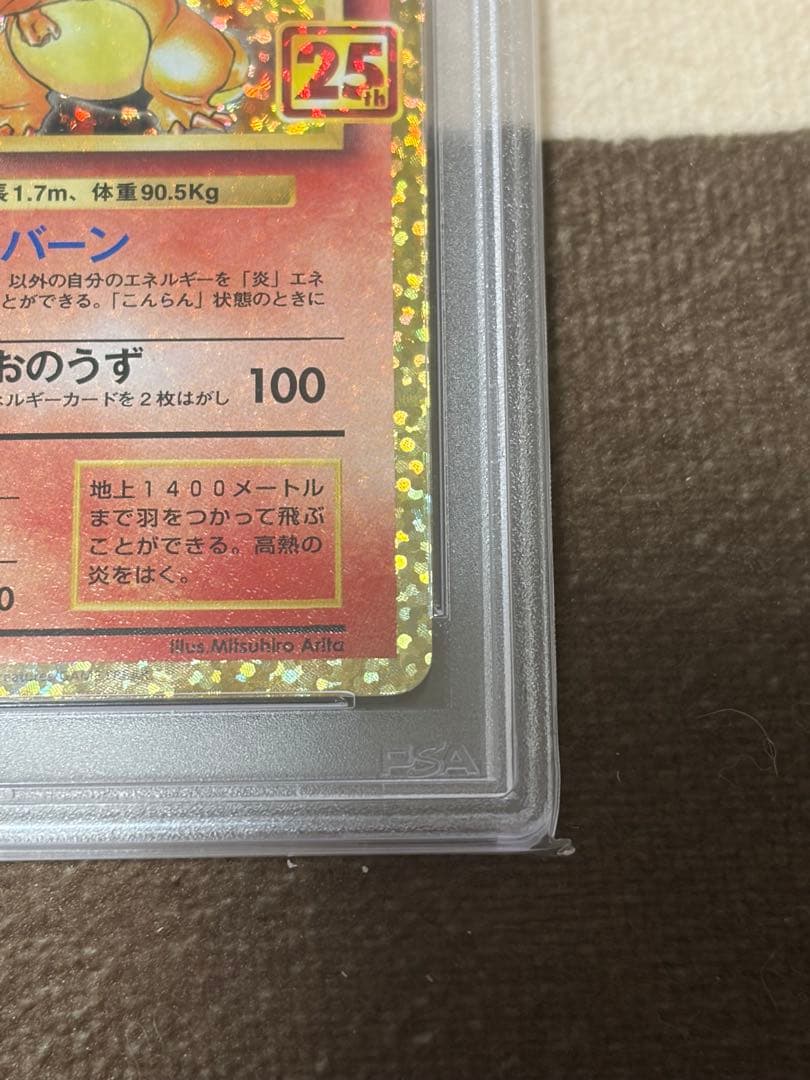 25th
長1.7m、体重90.5Kg
バーン
以外の自分のエネルギーを「炎」エネ
とができる。「こんらん」状態のときに
おのうず 100
ネルギーカードを2枚はがし
地上1400メートル
まで羽をつかって飛ぶ
ことができる。高熱の
炎をはく。
0
Illus.Mitsuhiro Arita
PSA